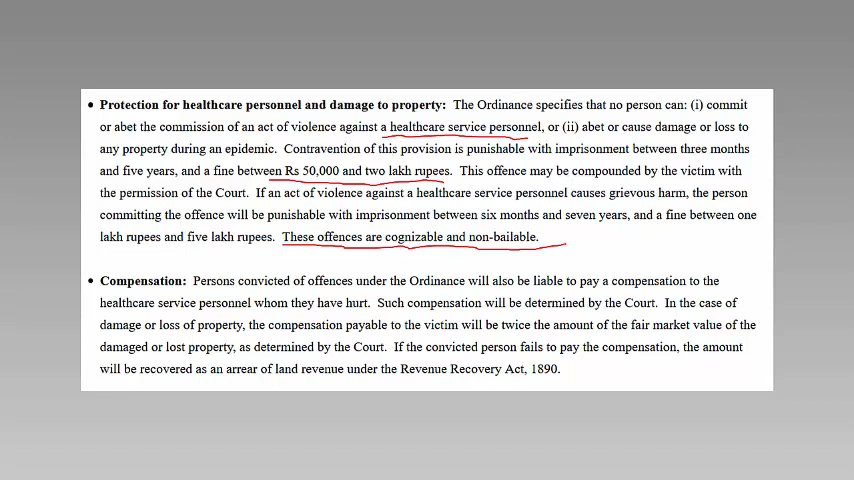 • Protection for healthcare personnel and damage to property: The Ordinance specifies that no person can: (i) commit
or abet the commission of an act of violence against a healthcare service personnel, or (ii) abet or cause damage or loss to
any property during an epidemic. Contravention of this provision is punishable with imprisonment between three months
and five years, and a fine between Rs 50,000 and two lakh rupees. This offence may be compounded by the victim with
the permission of the Court. If an act of violence against a healthcare service personnel causes grievous harm, the person
committing the offence will be punishable with imprisonment between six months and seven years, and a fine between one
lakh rupees and five lakh rupees. These offences are cognizable and non-bailable.
• Compensation: Persons convicted of offences under the Ordinance will also be liable to pay a compensation to the
healthcare service personnel whom they have hurt. Such compensation will be determined by the Court. In the case of
damage or loss of property, the compensation payable to the victim will be twice the amount of the fair market value of the
damaged or lost property, as determined by the Court. If the convicted person fails to pay the compensation, the amount
will be recovered as an arrear of land revenue under the Revenue Recovery Act, 1890.